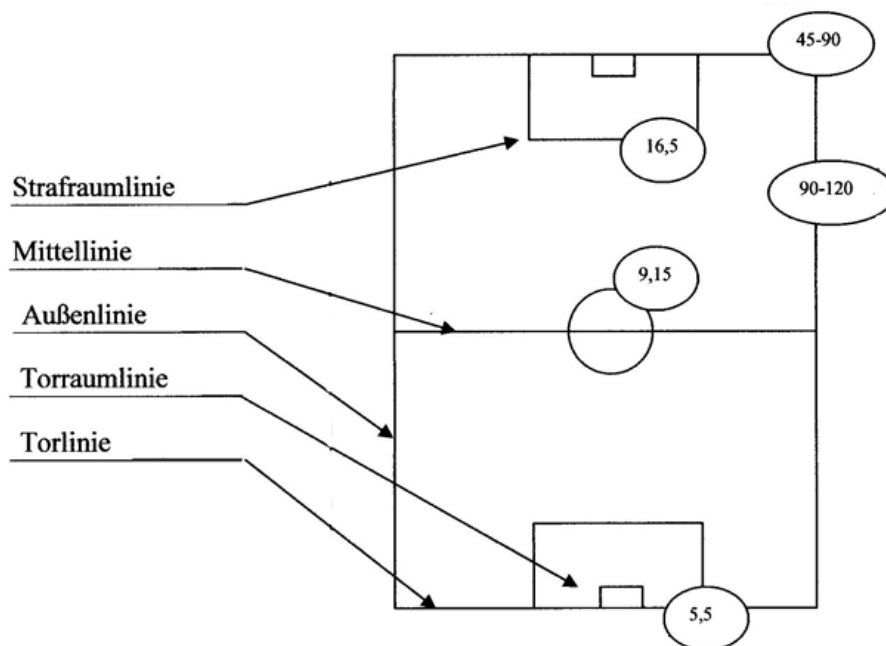 45-90
16,5
Strafraumlinie
90-120
Mittellinie
9,15
Außenlinie
Torraumlinie
Torlinie
5,5